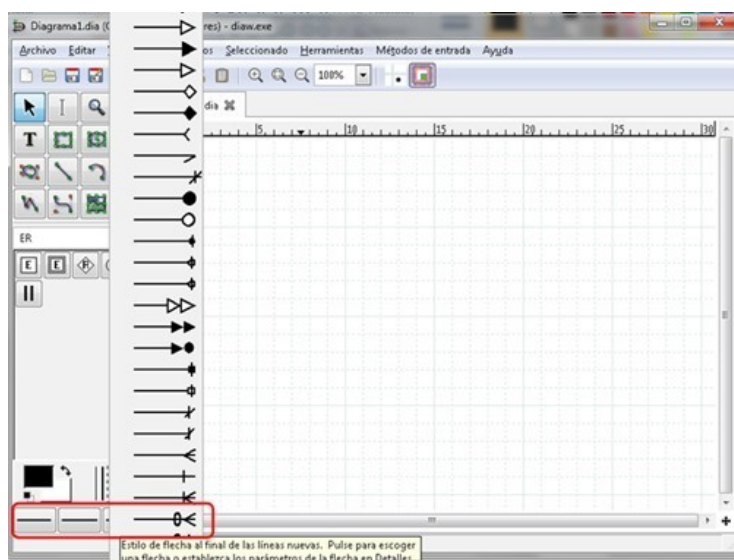 Diagrama1.dia (
res) - diaw.exe
Archivo Editar
os Seleccionado Herramientas Métodos de entrada Ayuda
100%
.dia
5 10 15 20 25 30
T
ER
E E R
Estilo de flecha al final de las líneas nuevas. Pulse para escoger
una flecha o establezca los parámetros de la flecha en Detalles